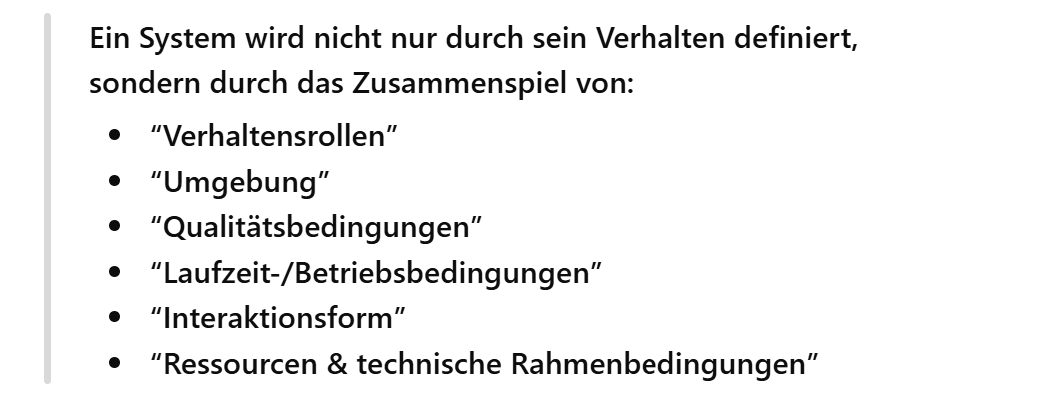 Ein System wird nicht nur durch sein Verhalten definiert,
sondern durch das Zusammenspiel von:
• “Verhaltensrollen”
• “Umgebung”
• “Qualitätsbedingungen”
• “Laufzeit-/Betriebsbedingungen”
• “Interaktionsform”
• “Ressourcen & technische Rahmenbedingungen”